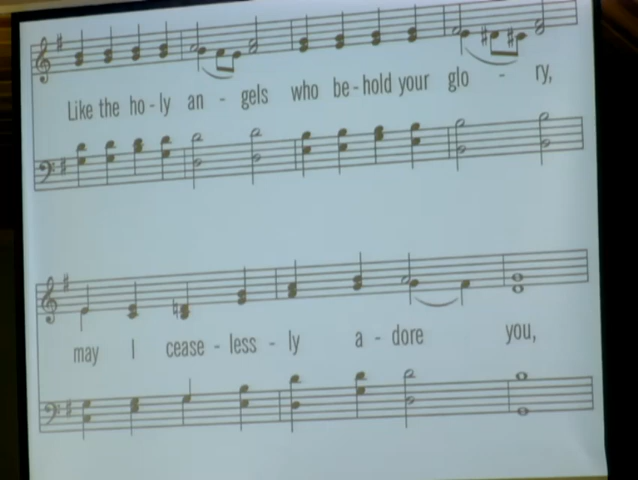 Like the ho - ly an - gels who be - hold your glo - ry,
may I cease - less - ly a - dore you,